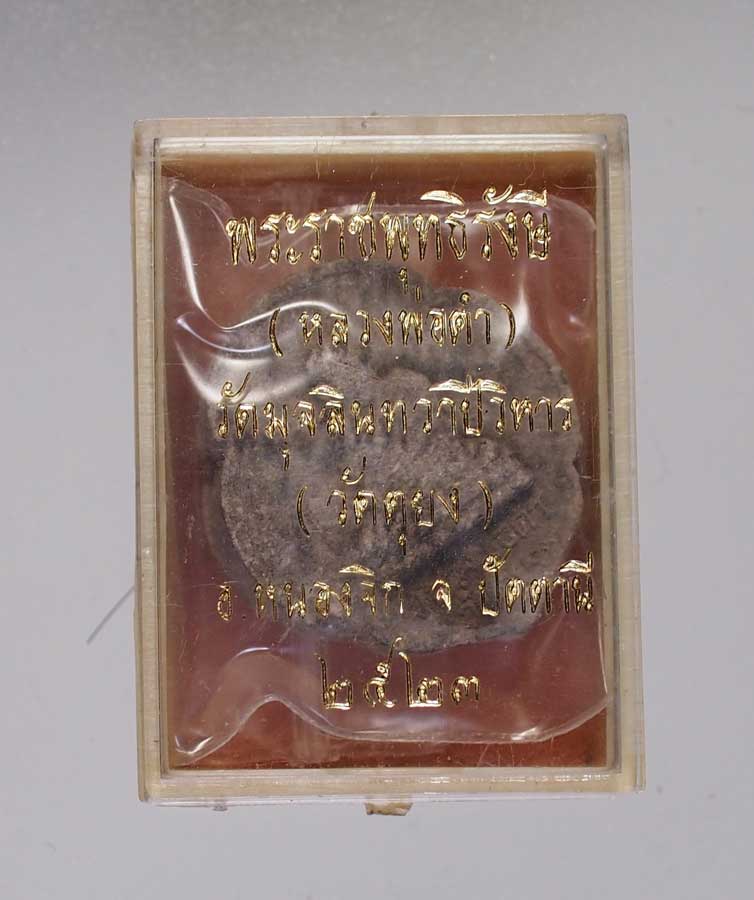 พระราชพุทธิรังษี
(หลวงพ่อดำ)
วัดมุจลินทวาปีวิหาร
(วัดตุยง)
อ.หนองจิก จ ปัตตานี
๒๕๒๓